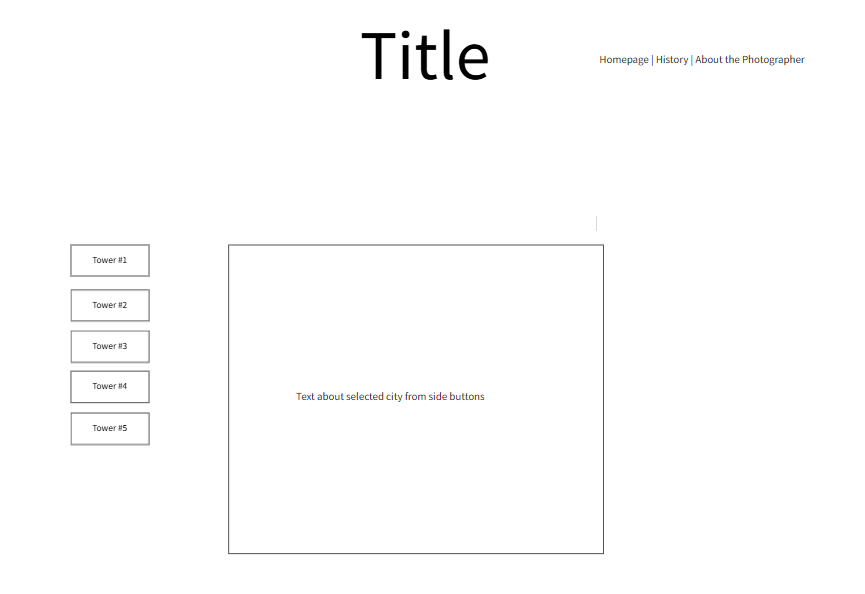 Title
Homepage | History | About the Photographer
Tower #1
Tower #2
Tower #3
Tower #4
Tower #5
Text about selected city from side buttons